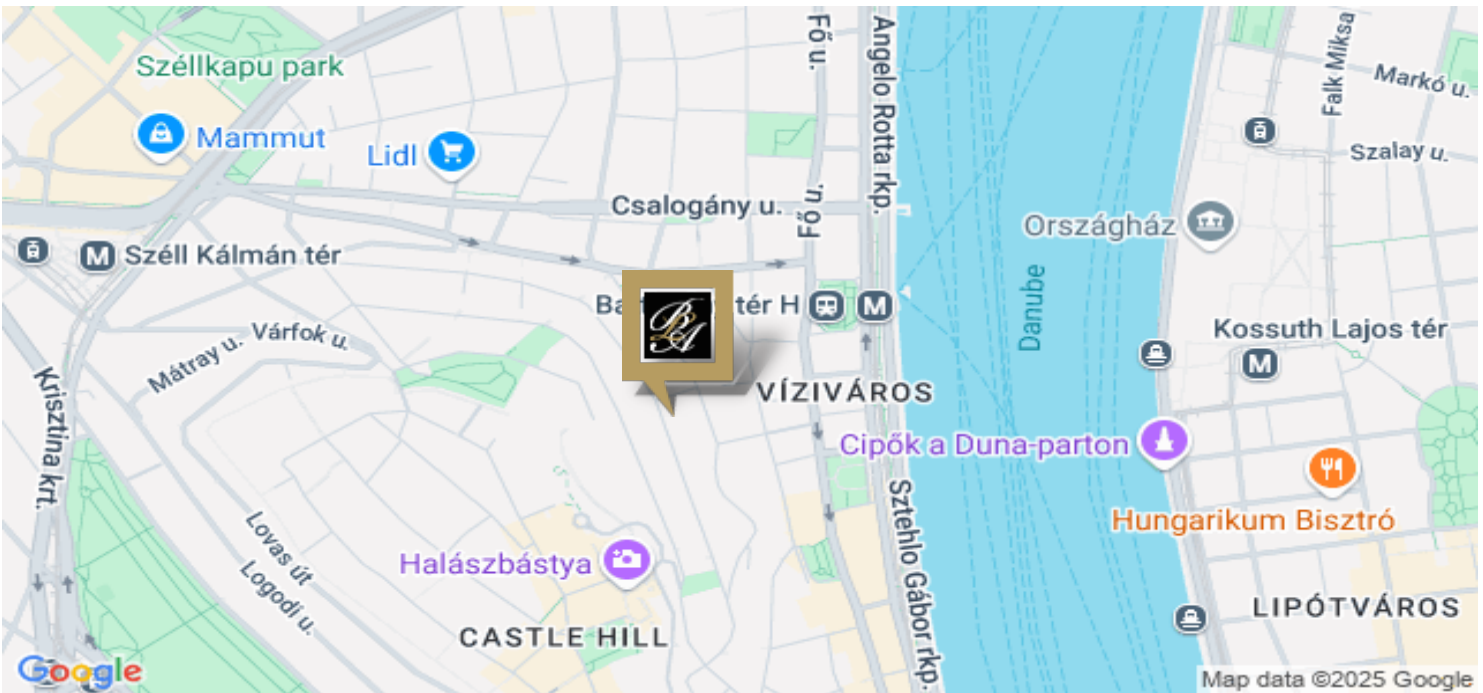 Széllkapu park
Mammut
Lidl
Fő u.
Angelo Rotta rkp.
Falk Miksa
Markó u.
Szalay u.
Csalogány u.
Fő u.
Országház
M Széll Kálmán tér
tér H
M
Danube
Kossuth Lajos tér
M
Várfok u.
Mátray u.
Krisztina krt.
VÍZIVÁROS
Cipők a Duna-parton
Sztehlo Gábor rkp.
Hungarikum Bisztró
Lovas út
Logodi u.
Halászbástya
CASTLE HILL
LIPÓTVÁROS
Google
Map data ©2025 Google